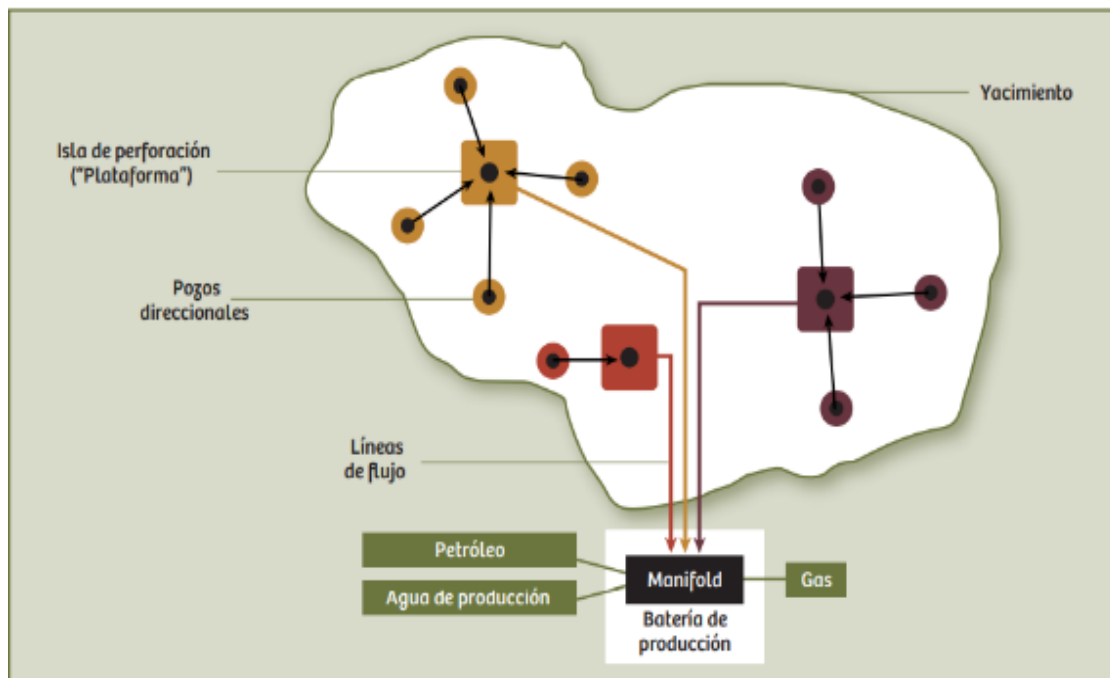 Yacimiento
Isla de perforación
("Plataforma")
Pozos
direccionales
Líneas
de flujo
Petróleo
Agua de producción
Manifold
Gas
Batería de
producción